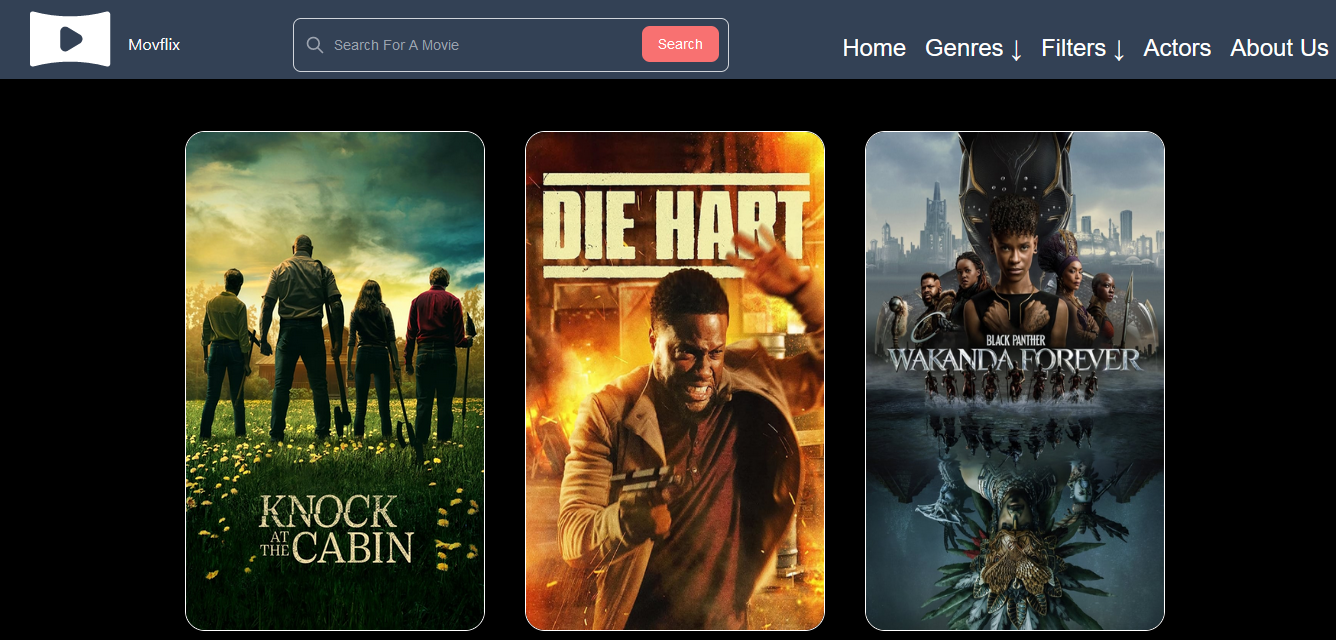 Movflix
Search For A Movie
Search
Home
Genres ↓
Filters ↓
Actors
About Us
KNOCK
AT
THE CABIN
DIE HART
BLACK PANTHER
WAKANDA FOREVER